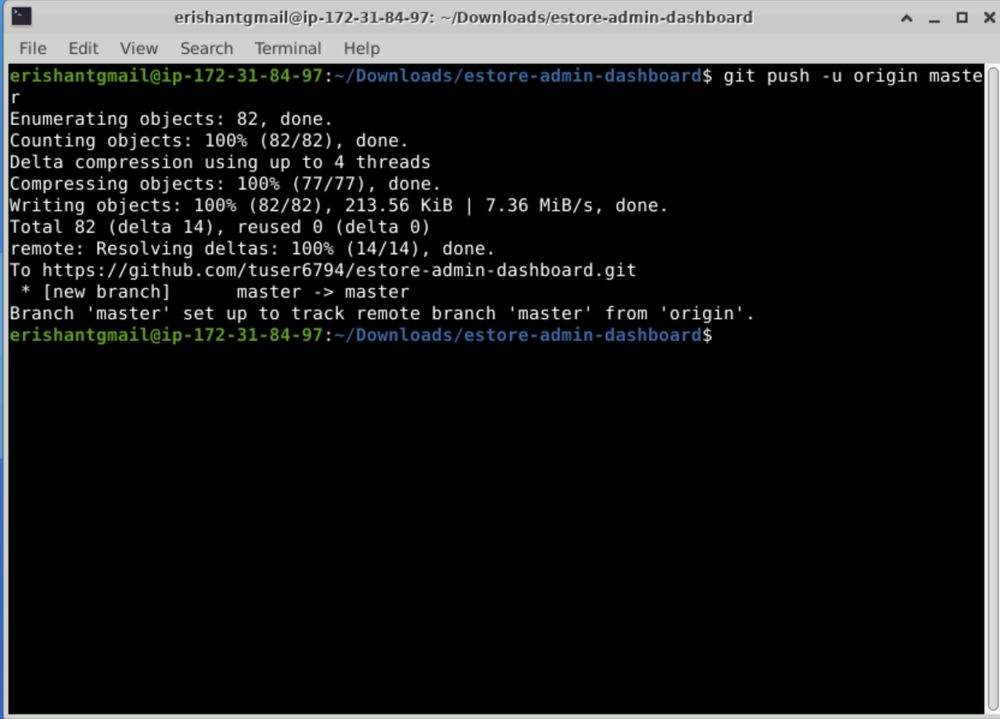 erishantgmail@ip-172-31-84-97: ~/Downloads/estore-admin-dashboard
File Edit View Search Terminal Help
erishantgmail@ip-172-31-84-97:~/Downloads/estore-admin-dashboard$ git push -u origin maste
r
Enumerating objects: 82, done.
Counting objects: 100% (82/82), done.
Delta compression using up to 4 threads
Compressing objects: 100% (77/77), done.
Writing objects: 100% (82/82), 213.56 KiB | 7.36 MiB/s, done.
Total 82 (delta 14), reused 0 (delta 0)
remote: Resolving deltas: 100% (14/14), done.
To https://github.com/tuser6794/estore-admin-dashboard.git
 * [new branch]      master -> master
Branch 'master' set up to track remote branch 'master' from 'origin'.
erishantgmail@ip-172-31-84-97:~/Downloads/estore-admin-dashboard$